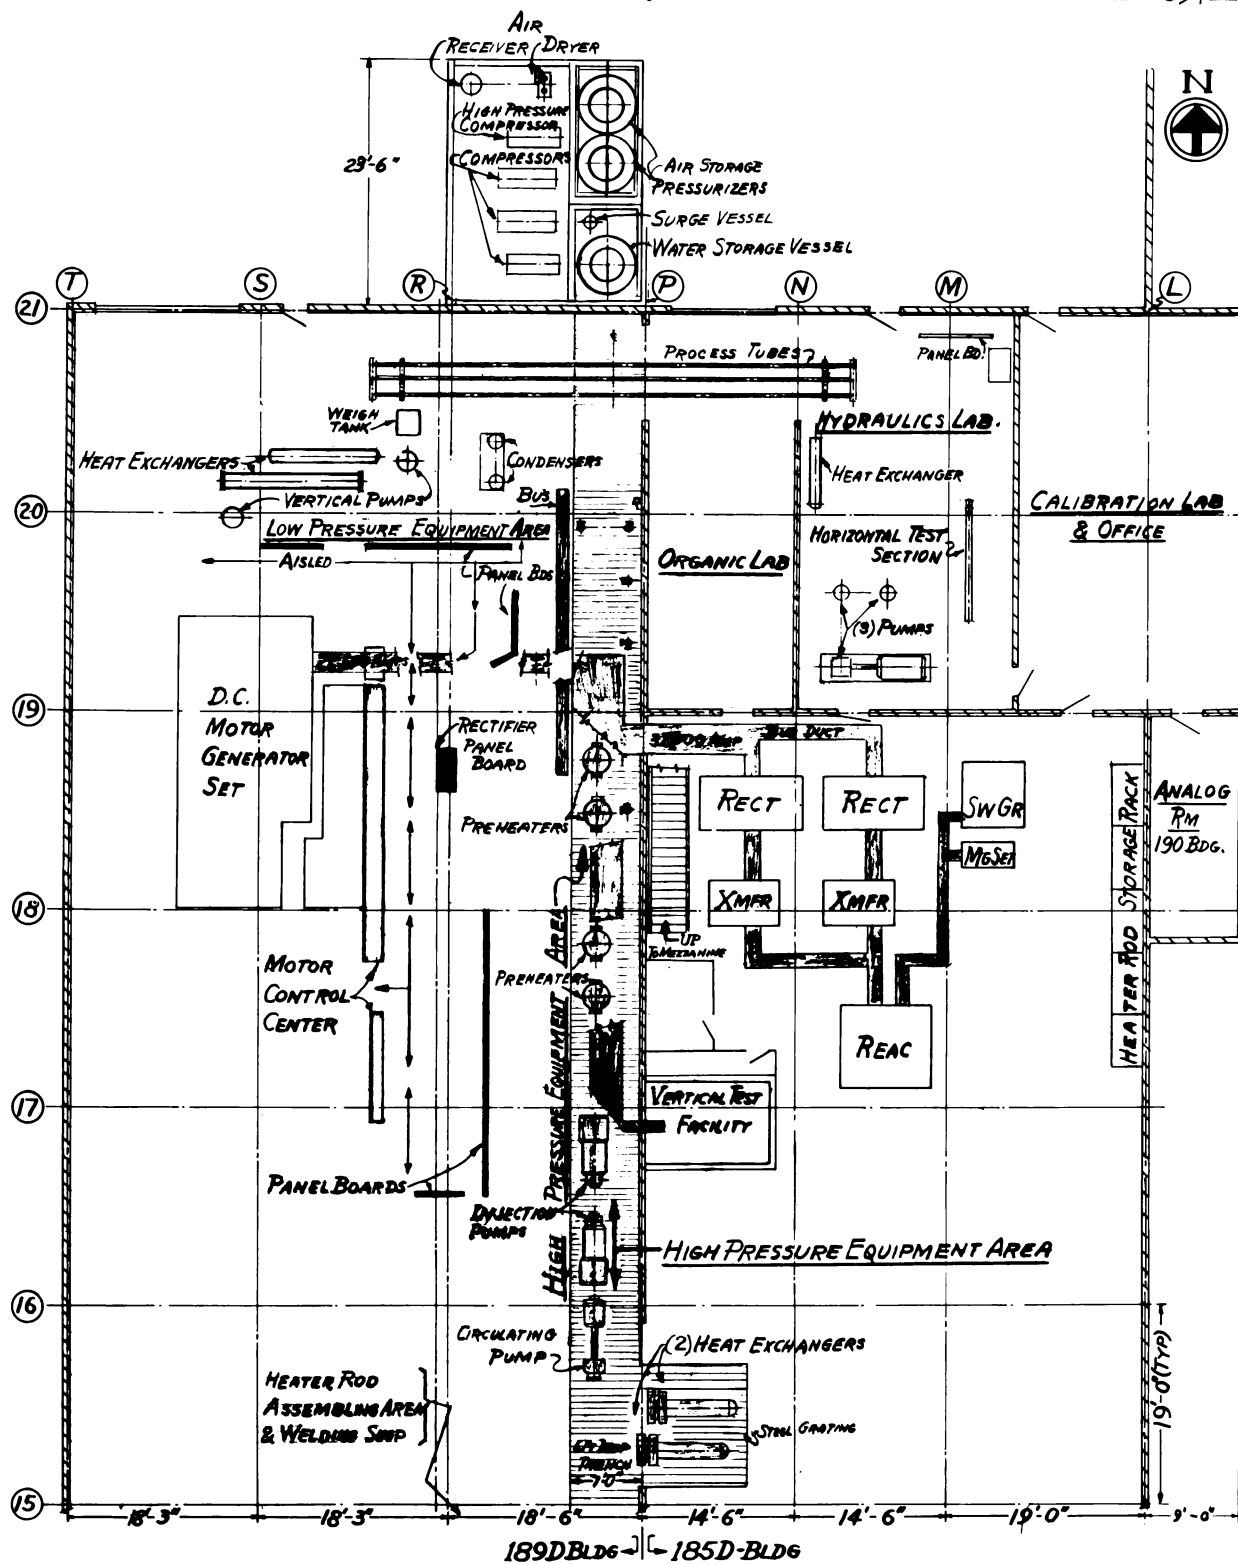 AIR
RECEIVER
DRYER
N
HIGH PRESSURE
COMPRESSOR
COMPRESSORS
29'-6"
AIR STORAGE
PRESSURIZERS
SURGE VESSEL
WATER STORAGE VESSEL
T
S
R
P
N
M
L
21
PROCESS TUBES
PANEL BD.
WEIGH
TANK
HYDRAULICS LAB.
HEAT EXCHANGERS
CONDENSERS
HEAT EXCHANGER
VERTICAL PUMPS
BUS
20
CALIBRATION LAB
& OFFICE
LOW PRESSURE EQUIPMENT AREA
HORIZONTAL TEST
SECTION
AISLED
PANEL BDS
ORGANIC LAB
(3) PUMPS
19
D.C.
MOTOR
GENERATOR
SET
RECTIFIER
PANEL
BOARD
AMP
BUS DUCT
RECT
RECT
SWGR
HEATER ROD STORAGE RACK
ANALOG
RM
190 BDG.
PREHEATERS
MG SET
18
XMFR
XMFR
UP
TO MEZZANINE
MOTOR
CONTROL
CENTER
PREHEATERS
HIGH PRESSURE EQUIPMENT AREA
REAC
17
VERTICAL TEST
FACILITY
PANEL BOARDS
INJECTION
PUMPS
HIGH PRESSURE EQUIPMENT AREA
16
CIRCULATING
PUMP
(2) HEAT EXCHANGERS
19'-0"(TYP)
HEATER ROD
ASSEMBLING AREA
& WELDING SHOP
STEEL GRATING
TRENCH
7'-0"
15
18'-3"
18'-3"
18'-6"
14'-6"
14'-6"
19'-0"
9'-0"
189D BLDG
185D-BLDG